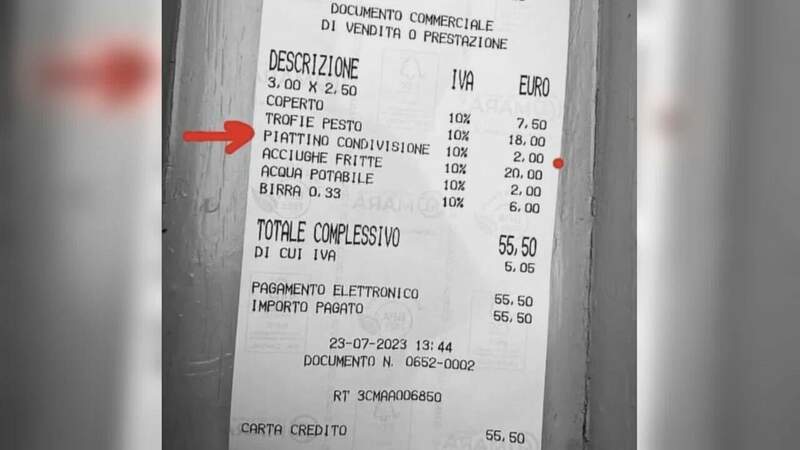 DOCUMENTO COMMERCIALE
DI VENDITA O PRESTAZIONE
DESCRIZIONE IVA EURO
3,00 X 2,50
COPERTO 10% 7,50
TROFIE PESTO 10% 18,00
PIATTINO CONDIVISIONE 10% 2,00
ACCIUGHE FRITTE 10% 20,00
ACQUA POTABILE 10% 2,00
BIRRA 0,33 10% 6,00
TOTALE COMPLESSIVO 55,50
DI CUI IVA 5,05
PAGAMENTO ELETTRONICO 55,50
IMPORTO PAGATO 55,50
23-07-2023 13:44
DOCUMENTO N. 0652-0002
RT 3CMAA006850
CARTA CREDITO 55,50